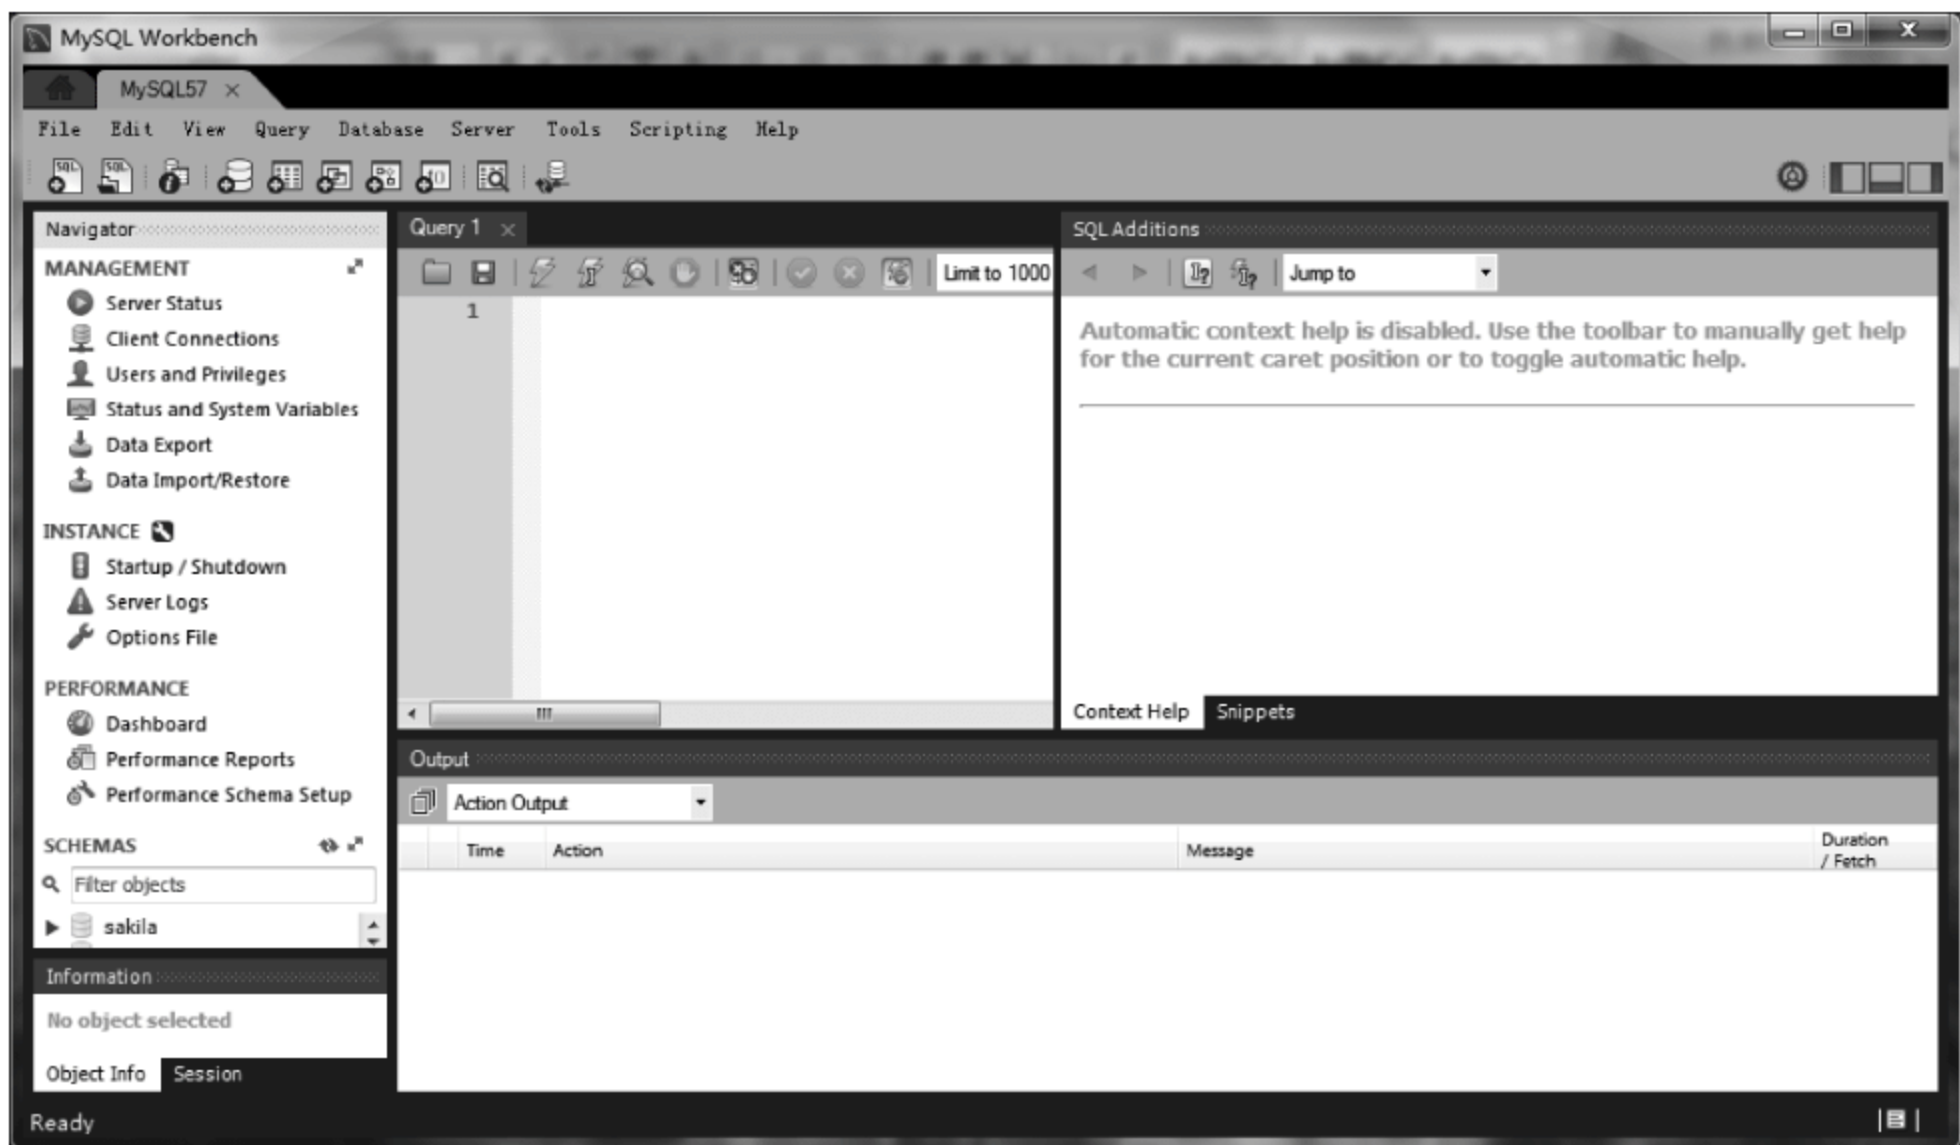 MySQL Workbench
MySQL57
File Edit View Query Database Server Tools Scripting Help
Navigator
MANAGEMENT
Server Status
Client Connections
Users and Privileges
Status and System Variables
Data Export
Data Import/Restore
INSTANCE
Startup / Shutdown
Server Logs
Options File
PERFORMANCE
Dashboard
Performance Reports
Performance Schema Setup
SCHEMAS
Filter objects
sakila
Information
No object selected
Object Info Session
Query 1
Limit to 1000
1
SQL Additions
Jump to
Automatic context help is disabled. Use the toolbar to manually get help
for the current caret position or to toggle automatic help.
Context Help Snippets
Output
Action Output
Time Action Message Duration
/ Fetch
Ready